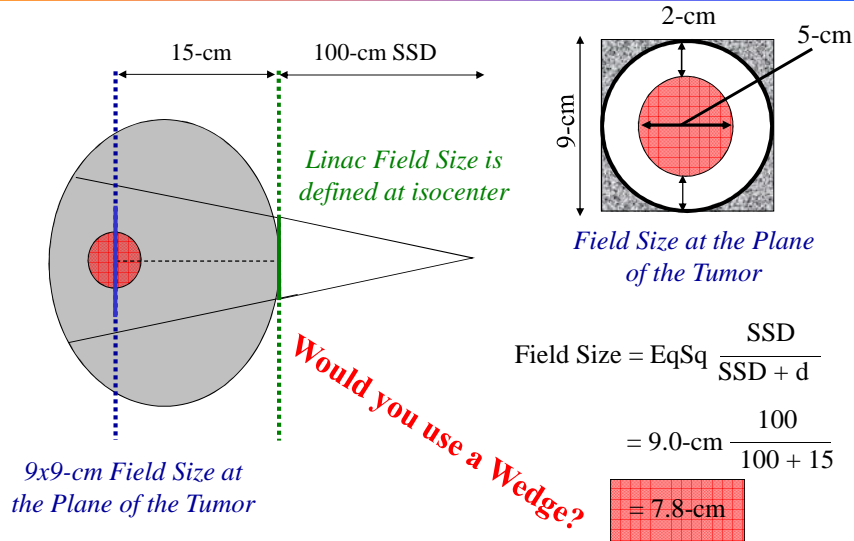 15-cm
100-cm SSD
2-cm
5-cm
9-cm
Linac Field Size is
defined at isocenter
Field Size at the Plane
of the Tumor
Would you use a Wedge?
9x9-cm Field Size at
the Plane of the Tumor
Field Size = EqSq SSD / SSD + d
= 9.0-cm 100 / 100 + 15
= 7.8-cm